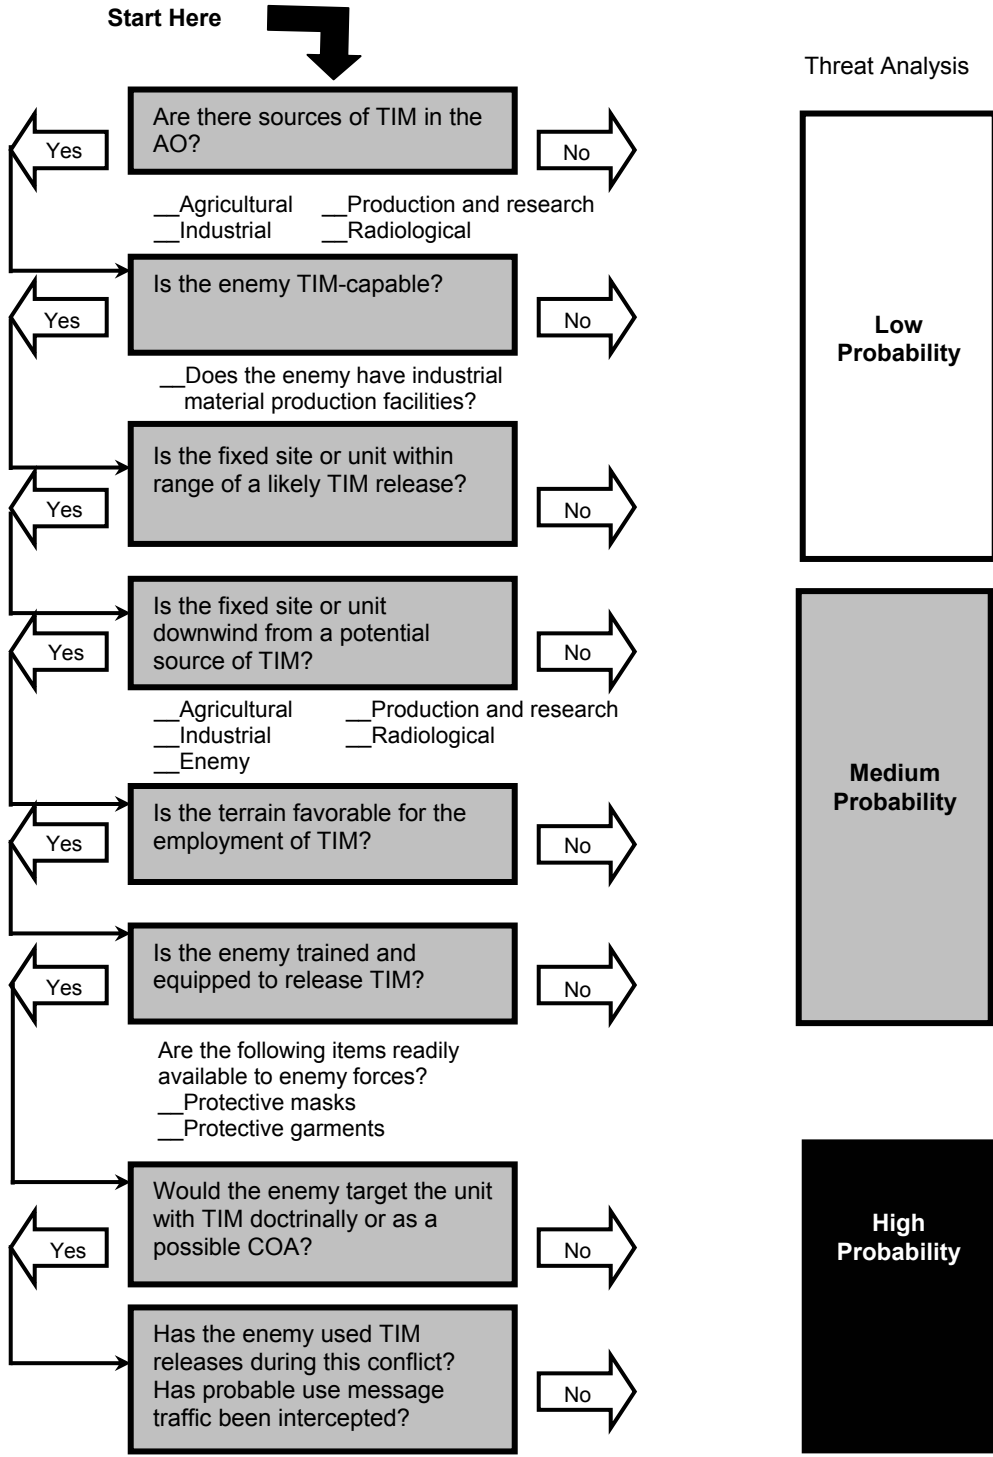 Start Here
Threat Analysis
Are there sources of TIM in the
AO?
Yes
No
__Agricultural __Production and research
__Industrial __Radiological
Is the enemy TIM-capable?
Yes
No
Low
Probability
__Does the enemy have industrial
material production facilities?
Is the fixed site or unit within
range of a likely TIM release?
Yes
No
Is the fixed site or unit
downwind from a potential
source of TIM?
Yes
No
__Agricultural __Production and research
__Industrial __Radiological
__Enemy
Medium
Probability
Is the terrain favorable for the
employment of TIM?
Yes
No
Is the enemy trained and
equipped to release TIM?
Yes
No
Are the following items readily
available to enemy forces?
__Protective masks
__Protective garments
Would the enemy target the unit
with TIM doctrinally or as a
possible COA?
Yes
No
High
Probability
Has the enemy used TIM
releases during this conflict?
Has probable use message
traffic been intercepted?
No